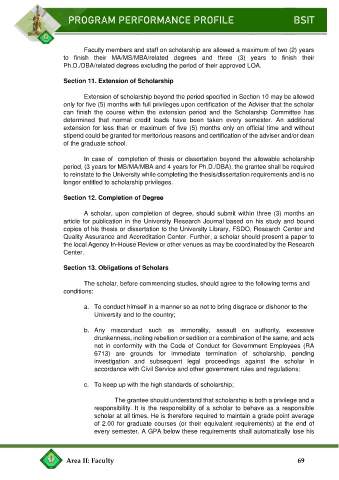 PROGRAM PERFORMANCE PROFILE BSIT
Faculty members and staff on scholarship are allowed a maximum of two (2) years
to finish their MA/MS/MBA/related degrees and three (3) years to finish their
Ph.D./DBA/related degrees excluding the period of their approved LOA.
Section 11. Extension of Scholarship
Extension of scholarship beyond the period specified in Section 10 may be allowed
only for five (5) months with full privileges upon certification of the Adviser that the scholar
can finish the course within the extension period and the Scholarship Committee has
determined that normal credit loads have been taken every semester. An additional
extension for less than or maximum of five (5) months only on official time and without
stipend could be granted for meritorious reasons and certification of the adviser and/or dean
of the graduate school.
In case of completion of thesis or dissertation beyond the allowable scholarship
period, (3 years for MS/MA/MBA and 4 years for Ph.D./DBA), the grantee shall be required
to reinstate to the University while completing the thesis/dissertation requirements and is no
longer entitled to scholarship privileges.
Section 12. Completion of Degree
A scholar, upon completion of degree, should submit within three (3) months an
article for publication in the University Research Journal based on his study and bound
copies of his thesis or dissertation to the University Library, FSDO, Research Center and
Quality Assurance and Accreditation Center. Further, a scholar should present a paper to
the local Agency In-House Review or other venues as may be coordinated by the Research
Center.
Section 13. Obligations of Scholars
The scholar, before commencing studies, should agree to the following terms and
conditions:
a. To conduct himself in a manner so as not to bring disgrace or dishonor to the
University and to the country;
b. Any misconduct such as immorality, assault on authority, excessive
drunkenness, inciting rebellion or sedition or a combination of the same, and acts
not in conformity with the Code of Conduct for Government Employees (RA
6713) are grounds for immediate termination of scholarship, pending
investigation and subsequent legal proceedings against the scholar in
accordance with Civil Service and other government rules and regulations;
c. To keep up with the high standards of scholarship;
The grantee should understand that scholarship is both a privilege and a
responsibility. It is the responsibility of a scholar to behave as a responsible
scholar at all times. He is therefore required to maintain a grade point average
of 2.00 for graduate courses (or their equivalent requirements) at the end of
every semester. A GPA below these requirements shall automatically lose his
Area II: Faculty 69